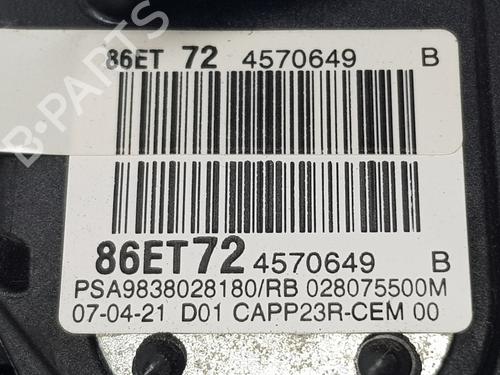 86ET 72 4570649 B
B-PARTS
86ET72 4570649 B
PSA9838028180/RB 028075500M
07-04-21 D01 CAPP23R-CEM 00